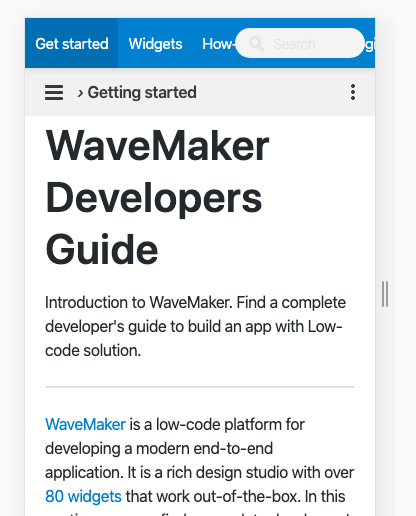 Get started Widgets How- Search
› Getting started
WaveMaker
Developers
Guide
Introduction to WaveMaker. Find a complete
developer's guide to build an app with Low-
code solution.
WaveMaker is a low-code platform for
developing a modern end-to-end
application. It is a rich design studio with over
80 widgets that work out-of-the-box. In this